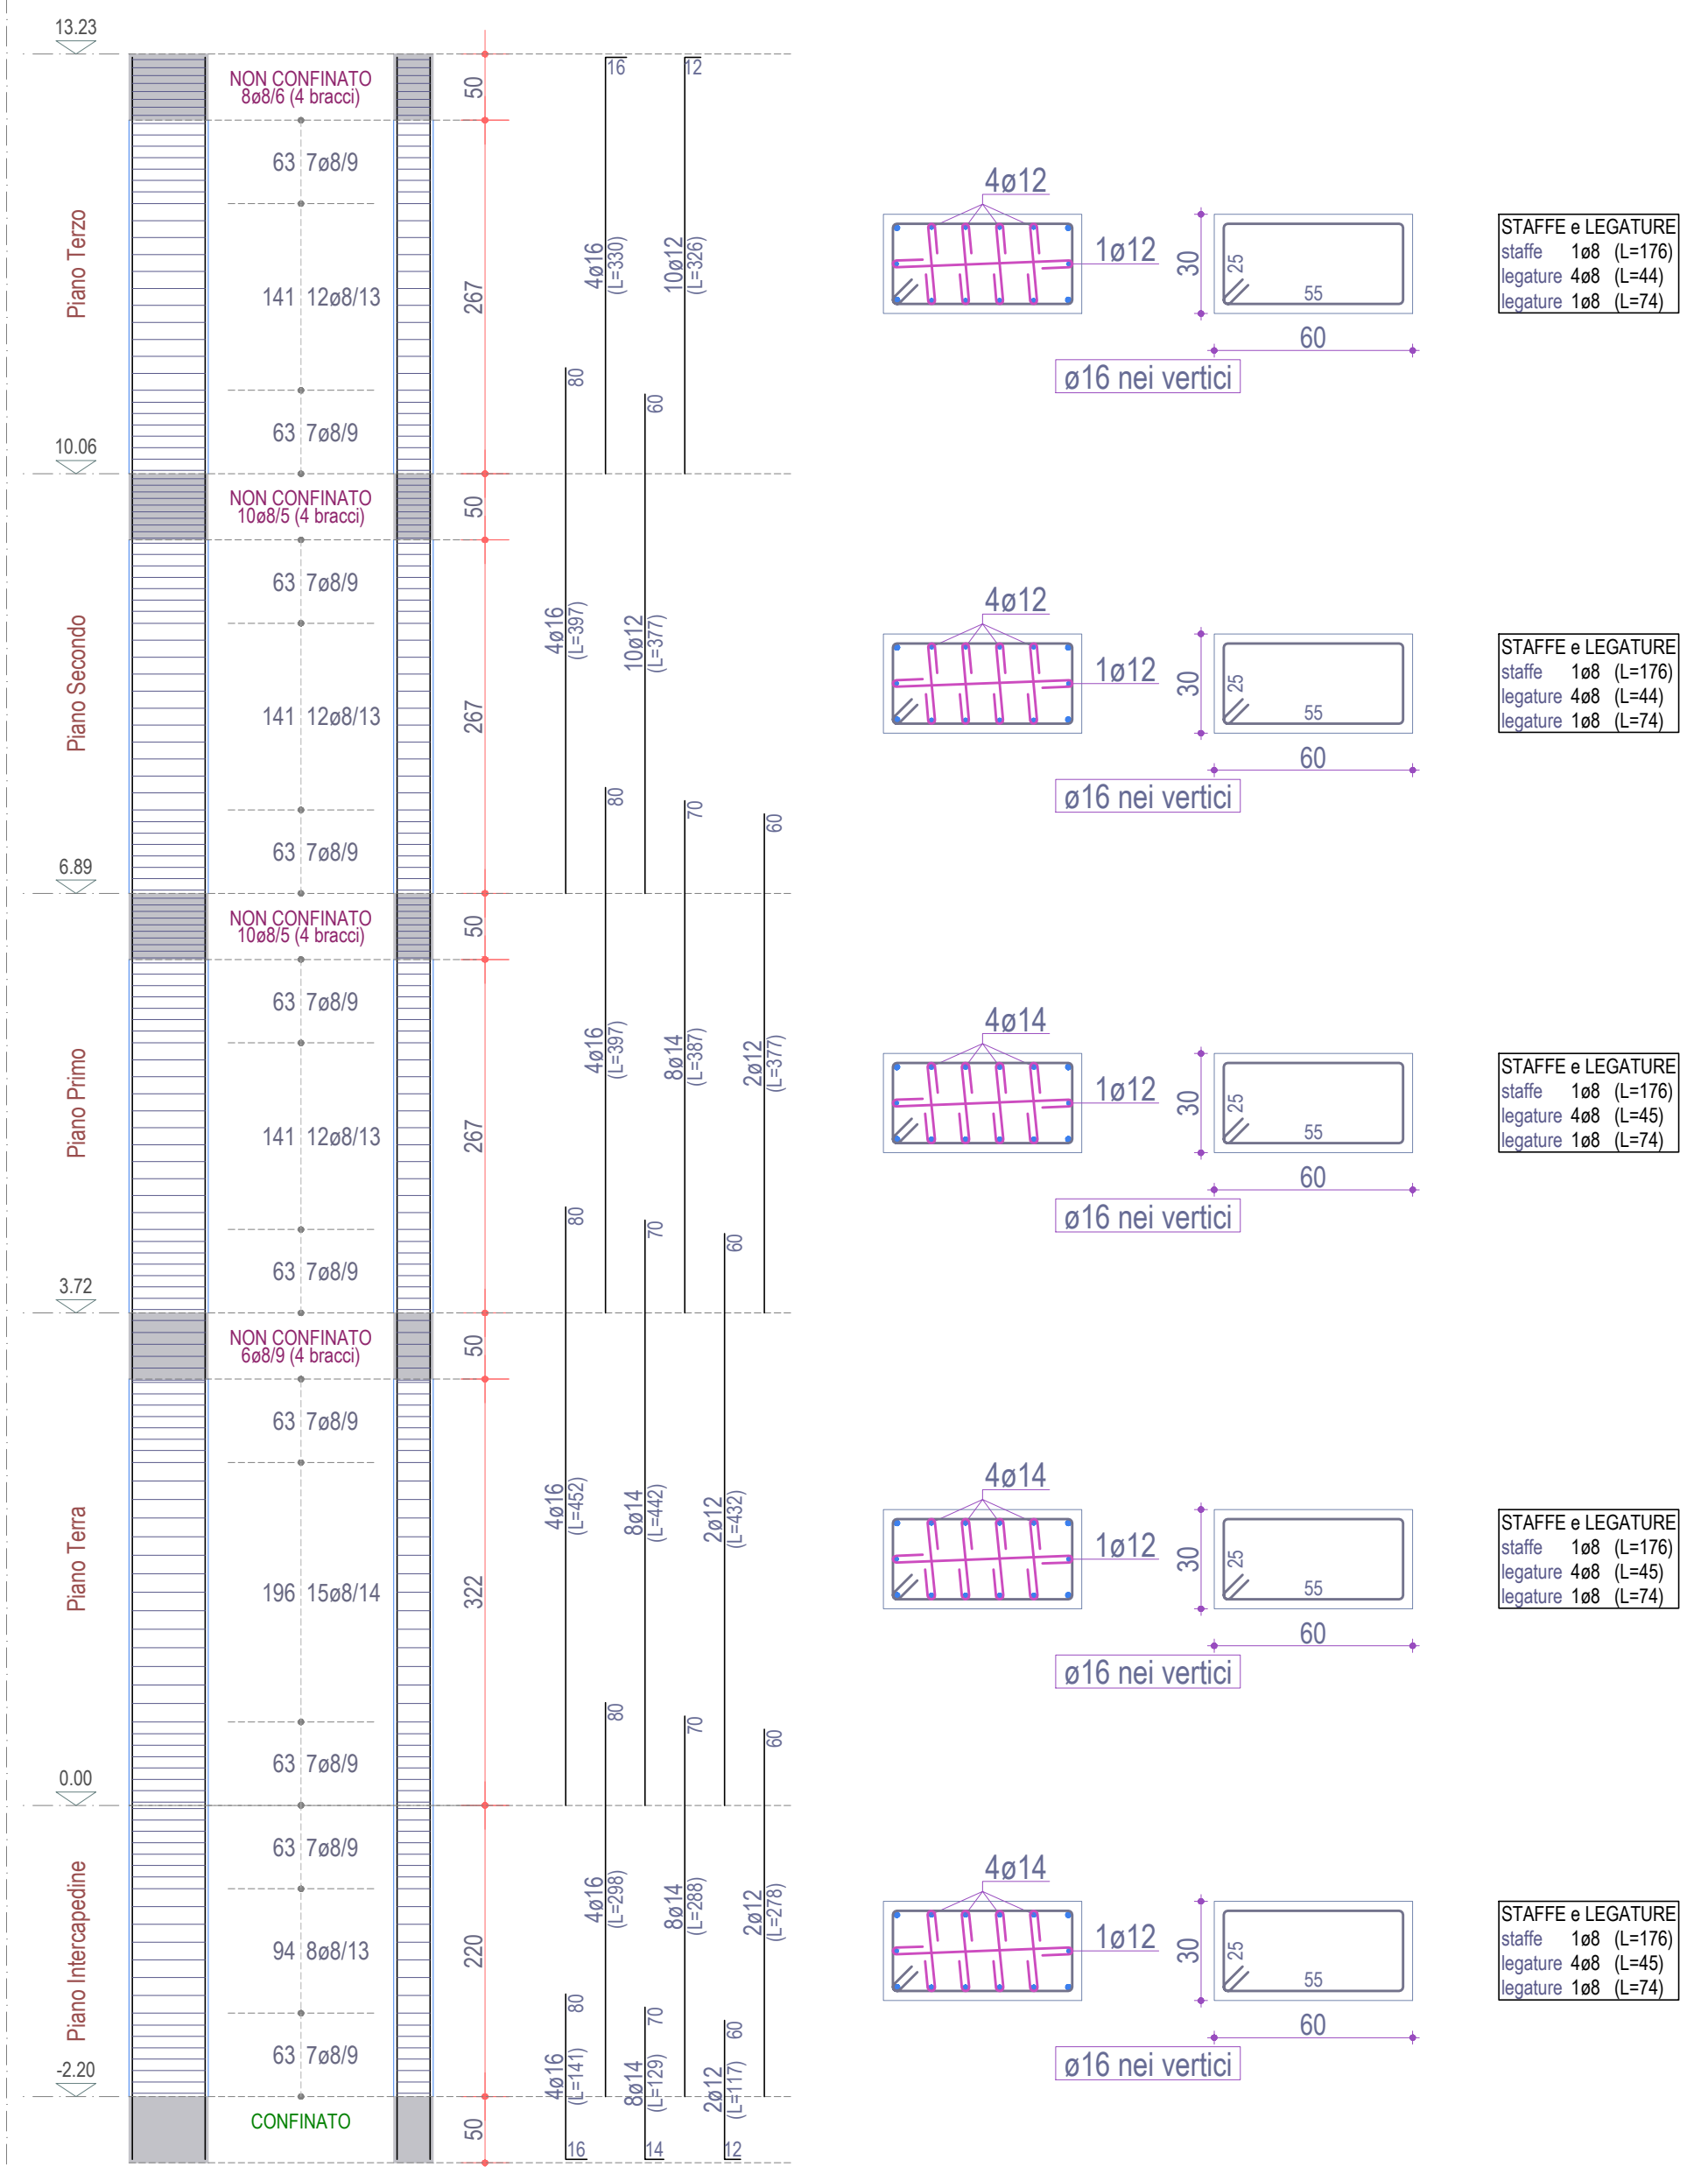 13.23
NON CONFINATO
8ø8/6 (4 bracci)
50
16
12
63 7ø8/9
Piano Terzo
141 12ø8/13
267
4ø16
(L=330)
10ø12
(L=326)
63 7ø8/9
80
60
4ø12
1ø12
30
25
55
60
ø16 nei vertici
STAFFE e LEGATURE
staffe 1ø8 (L=176)
legature 4ø8 (L=44)
legature 1ø8 (L=74)
10.06
NON CONFINATO
10ø8/5 (4 bracci)
50
63 7ø8/9
Piano Secondo
141 12ø8/13
267
4ø16
(L=397)
10ø12
(L=377)
63 7ø8/9
80
70
60
4ø12
1ø12
30
25
55
60
ø16 nei vertici
STAFFE e LEGATURE
staffe 1ø8 (L=176)
legature 4ø8 (L=44)
legature 1ø8 (L=74)
6.89
NON CONFINATO
10ø8/5 (4 bracci)
50
63 7ø8/9
Piano Primo
141 12ø8/13
267
4ø16
(L=397)
8ø14
(L=387)
2ø12
(L=377)
63 7ø8/9
80
70
60
4ø14
1ø12
30
25
55
60
ø16 nei vertici
STAFFE e LEGATURE
staffe 1ø8 (L=176)
legature 4ø8 (L=45)
legature 1ø8 (L=74)
3.72
NON CONFINATO
6ø8/9 (4 bracci)
50
63 7ø8/9
Piano Terra
196 15ø8/14
322
4ø16
(L=452)
8ø14
(L=442)
2ø12
(L=432)
63 7ø8/9
80
70
60
4ø14
1ø12
30
25
55
60
ø16 nei vertici
STAFFE e LEGATURE
staffe 1ø8 (L=176)
legature 4ø8 (L=45)
legature 1ø8 (L=74)
0.00
63 7ø8/9
Piano Intercapedine
94 8ø8/13
220
4ø16
(L=298)
8ø14
(L=288)
2ø12
(L=278)
63 7ø8/9
80
70
60
4ø14
1ø12
30
25
55
60
ø16 nei vertici
STAFFE e LEGATURE
staffe 1ø8 (L=176)
legature 4ø8 (L=45)
legature 1ø8 (L=74)
-2.20
CONFINATO
50
4ø16
(L=141)
8ø14
(L=129)
2ø12
(L=117)
16
14
12